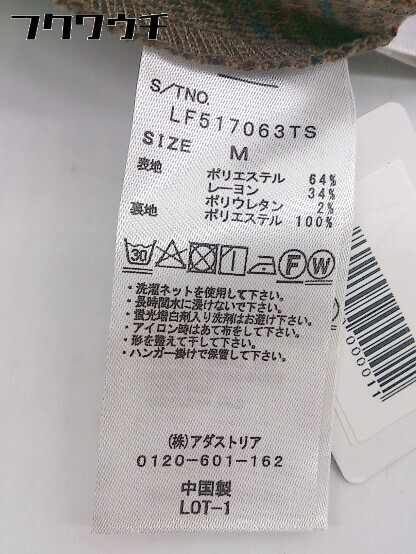 フクワウチ
S/TNO.
LF517063TS
SIZE M
表地 ポリエステル 64%
レーヨン 34%
ポリウレタン 2%
裏地 ポリエステル 100%
30 F W
・洗濯ネットを使用して下さい。
・長時間水に浸けないで下さい。
・蛍光増白剤入り洗剤はお避け下さい。
・アイロン時はあて布をして下さい。
・形を整えて干して下さい。
・ハンガー掛けで保管して下さい。
(株)アダストリア
0120-601-162
中国製
LOT-1